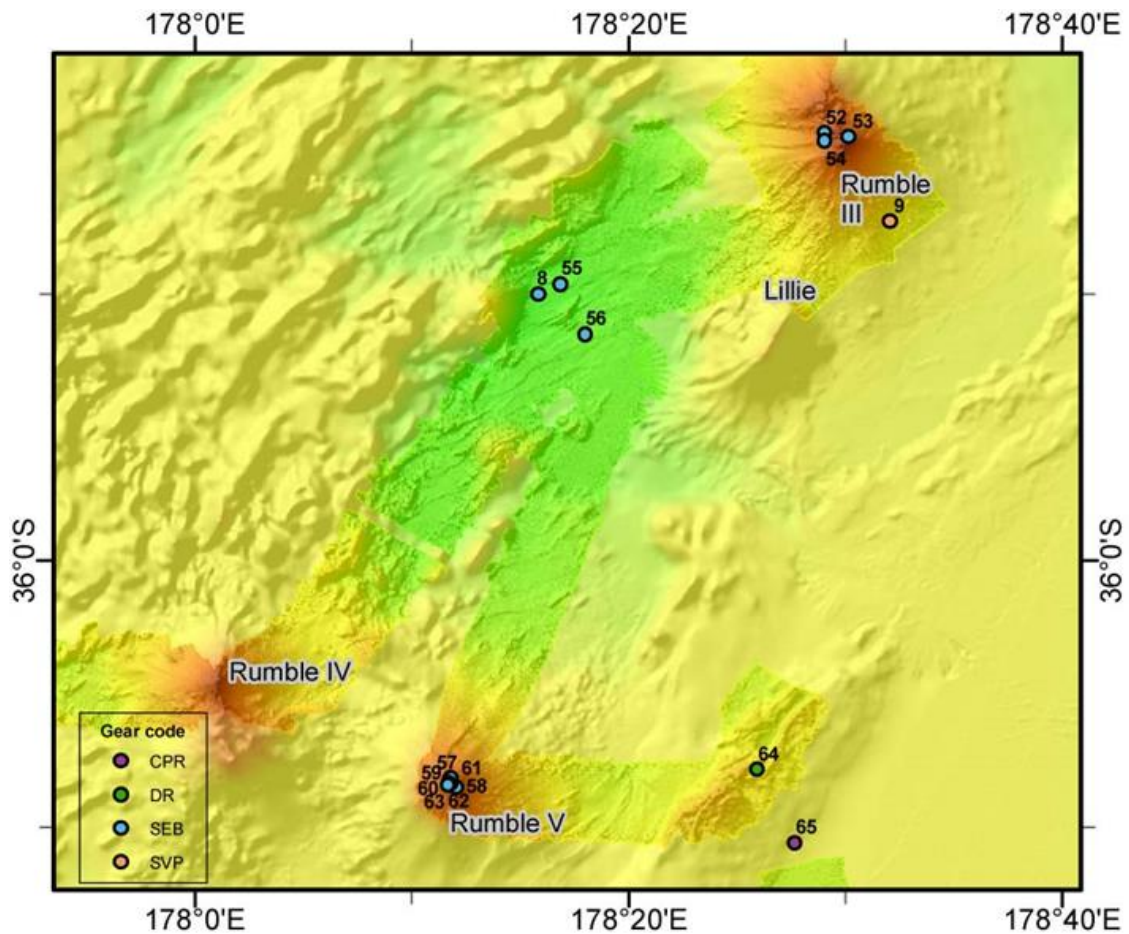 178°0'E 178°20'E 178°40'E
52 53
54
Rumble
III
9
55
8
Lillie
56
36°0'S 36°0'S
Rumble IV
Gear code
CPR
DR
SEB
SVP
57 61
59
60 58
63 62
Rumble V
64
65
178°0'E 178°20'E 178°40'E